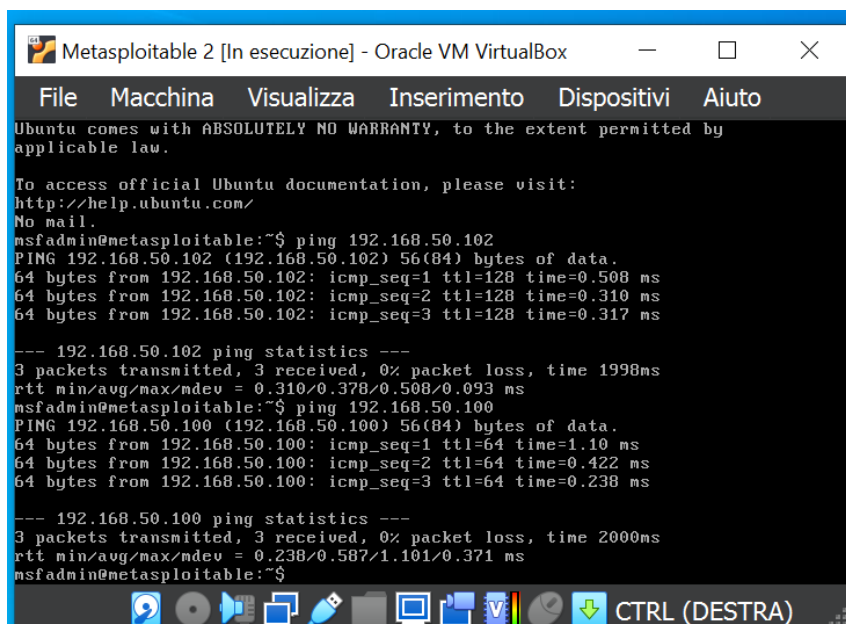 Metasploitable 2 [In esecuzione] - Oracle VM VirtualBox
File Macchina Visualizza Inserimento Dispositivi Aiuto
Ubuntu comes with ABSOLUTELY NO WARRANTY, to the extent permitted by
applicable law.
To access official Ubuntu documentation, please visit:
http://help.ubuntu.com/
No mail.
msfadmin@metasploitable:~$ ping 192.168.50.102
PING 192.168.50.102 (192.168.50.102) 56(84) bytes of data.
64 bytes from 192.168.50.102: icmp_seq=1 ttl=128 time=0.508 ms
64 bytes from 192.168.50.102: icmp_seq=2 ttl=128 time=0.310 ms
64 bytes from 192.168.50.102: icmp_seq=3 ttl=128 time=0.317 ms
--- 192.168.50.102 ping statistics ---
3 packets transmitted, 3 received, 0% packet loss, time 1998ms
rtt min/avg/max/mdev = 0.310/0.378/0.508/0.093 ms
msfadmin@metasploitable:~$ ping 192.168.50.100
PING 192.168.50.100 (192.168.50.100) 56(84) bytes of data.
64 bytes from 192.168.50.100: icmp_seq=1 ttl=64 time=1.10 ms
64 bytes from 192.168.50.100: icmp_seq=2 ttl=64 time=0.422 ms
64 bytes from 192.168.50.100: icmp_seq=3 ttl=64 time=0.238 ms
--- 192.168.50.100 ping statistics ---
3 packets transmitted, 3 received, 0% packet loss, time 2000ms
rtt min/avg/max/mdev = 0.238/0.587/1.101/0.371 ms
msfadmin@metasploitable:~$
CTRL (DESTRA)